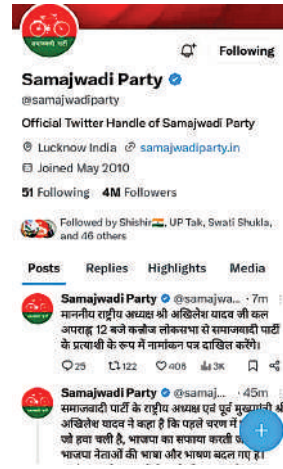 समाजवादी पार्टी
Following
Samajwadi Party
@samajwadiparty
Official Twitter Handle of Samajwadi Party
Lucknow India samajwadiparty.in
Joined May 2010
51 Following 4M Followers
Followed by Shishir, UP Tak, Swati Shukla,
and 46 others
Posts Replies Highlights Media
Samajwadi Party @samajwa... · 7m
माननीय राष्ट्रीय अध्यक्ष श्री अखिलेश यादव जी कल
अपराह्न 12 बजे कन्नौज लोकसभा से समाजवादी पार्टी
के प्रत्याशी के रूप में नामांकन पत्र दाखिल करेंगे।
25 122 408 3K
Samajwadi Party @samaj... · 45m
समाजवादी पार्टी के राष्ट्रीय अध्यक्ष एवं पूर्व मुख्यमंत्री श्री
अखिलेश यादव ने कहा है कि पहले चरण में
जो हवा चली है, भाजपा का सफाया करती
भाजपा नेताओं की भाषा और भाषण बदल गए है।